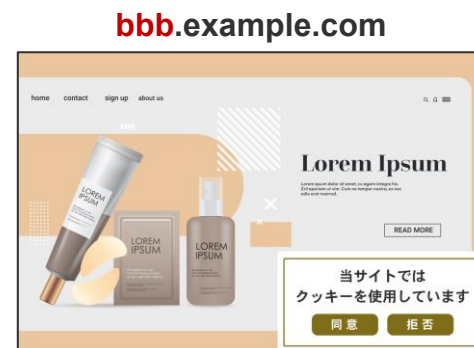 bbb.example.com
home contact sign up about us
LOREM
IPSUM
LOREM
IPSUM
LOREM
IPSUM
Lorem Ipsum
READ MORE
当サイトでは
クッキーを使用しています
同意 拒否